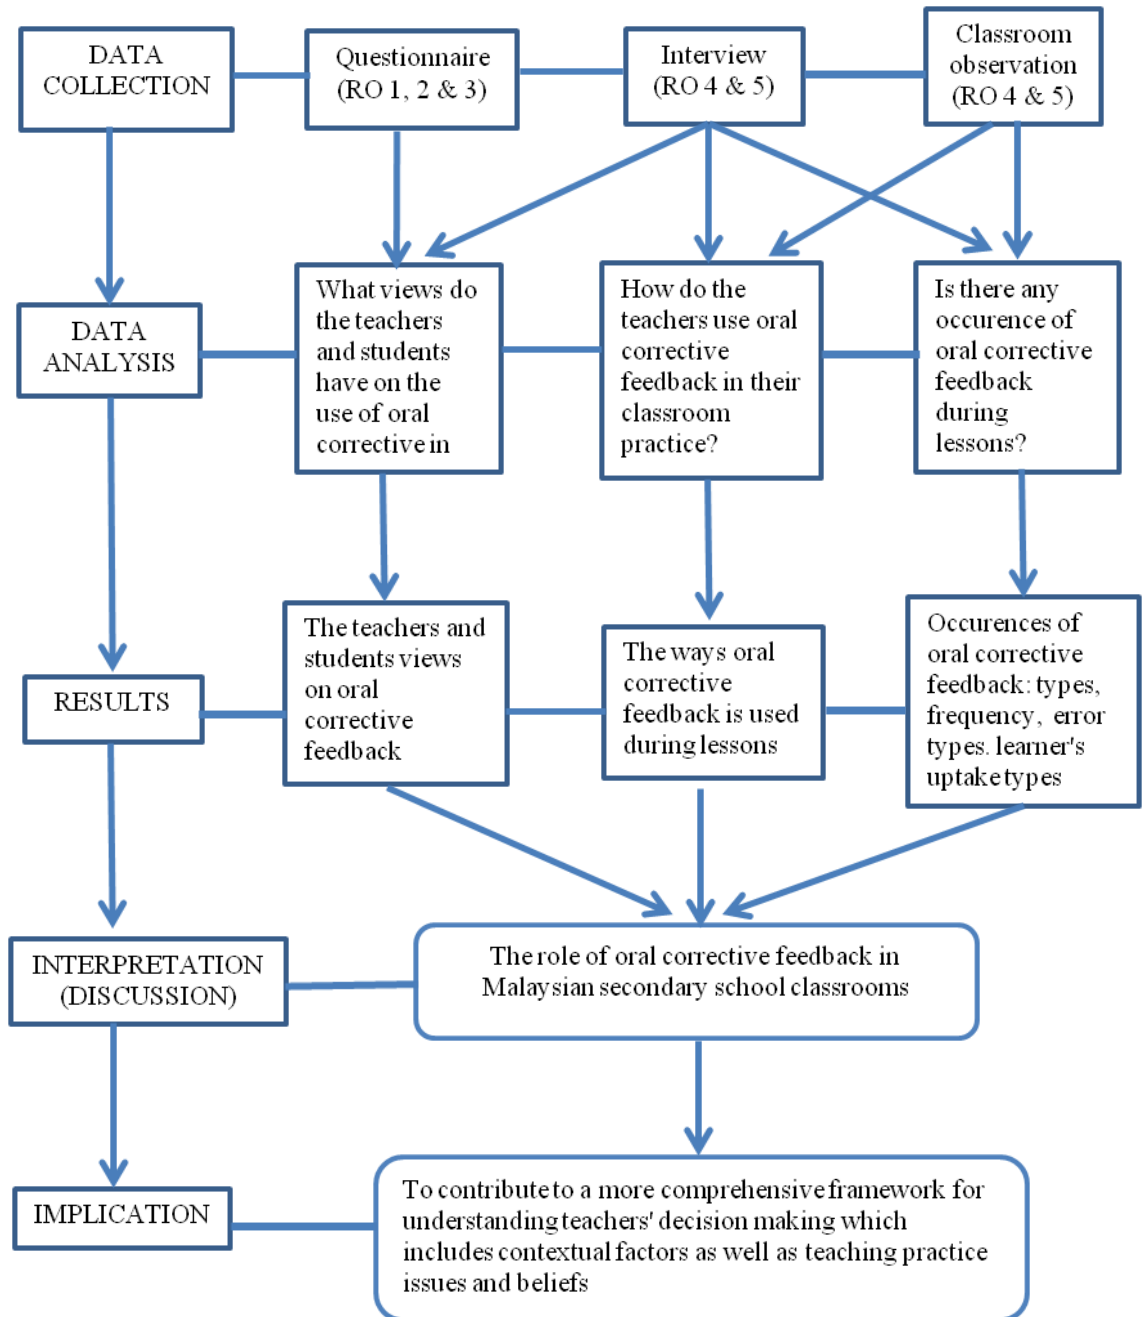 DATA
COLLECTION
Questionnaire
(RO 1, 2 & 3)
Interview
(RO 4 & 5)
Classroom
observation
(RO 4 & 5)
DATA
ANALYSIS
What views do
the teachers
and students
have on the
use of oral
corrective in
How do the
teachers use oral
corrective
feedback in their
classroom
practice?
Is there any
occurence of
oral corrective
feedback
during
lessons?
RESULTS
The teachers and
students views
on oral
corrective
feedback
The ways oral
corrective
feedback is used
during lessons
Occurences of
oral corrective
feedback: types,
frequency, error
types. learner's
uptake types
INTERPRETATION
(DISCUSSION)
The role of oral corrective feedback in
Malaysian secondary school classrooms
IMPLICATION
To contribute to a more comprehensive framework for
understanding teachers' decision making which
includes contextual factors as well as teaching practice
issues and beliefs